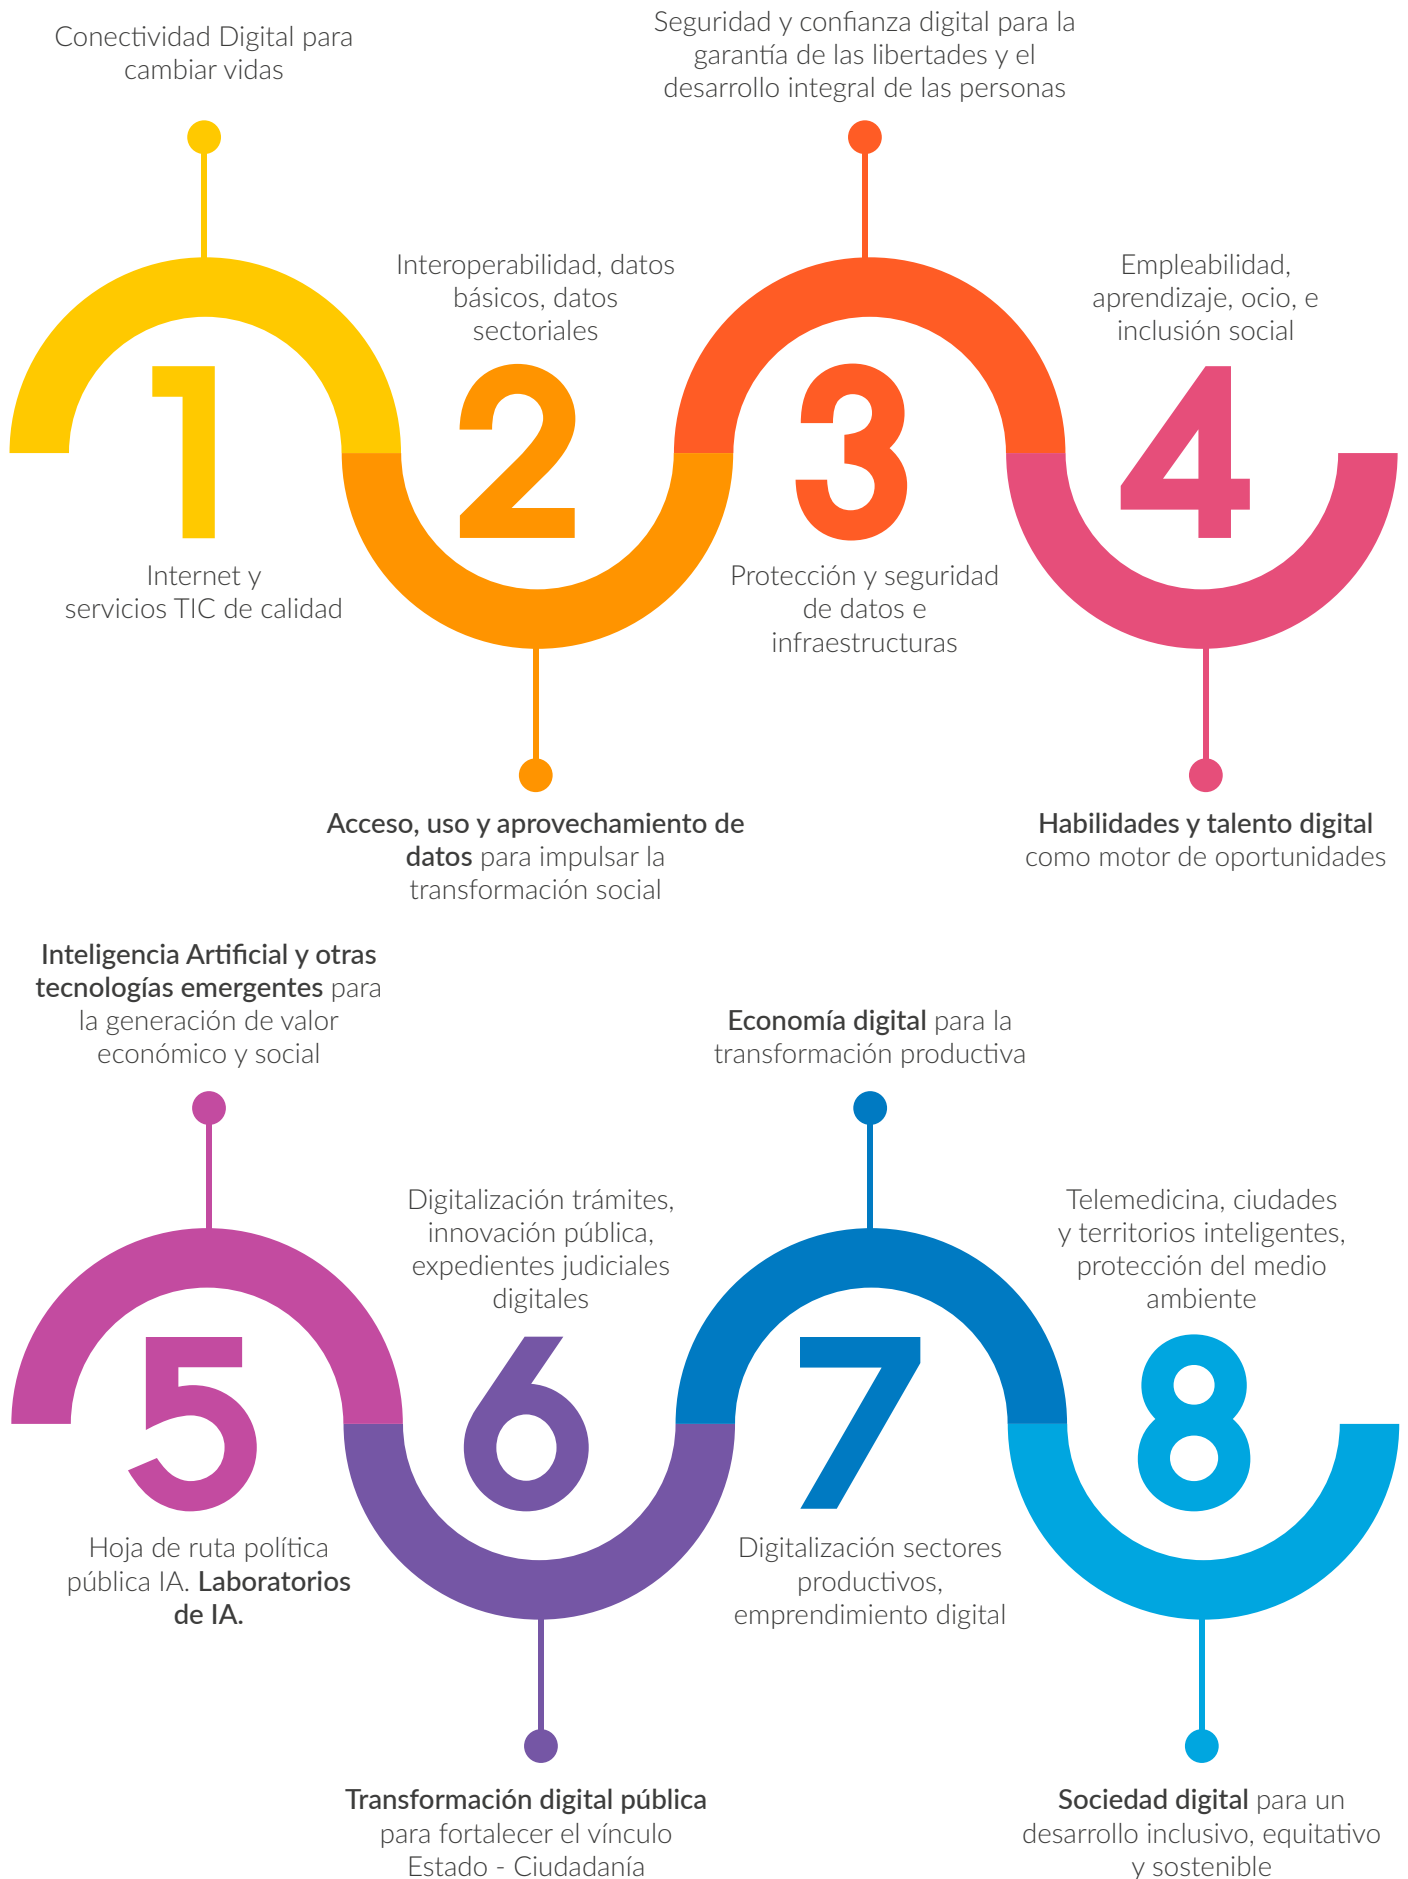 Conectividad Digital para
cambiar vidas
1
Internet y
servicios TIC de calidad
Interoperabilidad, datos
básicos, datos
sectoriales
2
Acceso, uso y aprovechamiento de
datos para impulsar la
transformación social
Seguridad y confianza digital para la
garantía de las libertades y el
desarrollo integral de las personas
3
Protección y seguridad
de datos e
infraestructuras
Empleabilidad,
aprendizaje, ocio, e
inclusión social
4
Habilidades y talento digital
como motor de oportunidades
Inteligencia Artificial y otras
tecnologías emergentes para
la generación de valor
económico y social
5
Hoja de ruta política
pública IA. Laboratorios
de IA.
Digitalización trámites,
innovación pública,
expedientes judiciales
digitales
6
Transformación digital pública
para fortalecer el vínculo
Estado - Ciudadanía
Economía digital para la
transformación productiva
7
Digitalización sectores
productivos,
emprendimiento digital
Telemedicina, ciudades
y territorios inteligentes,
protección del medio
ambiente
8
Sociedad digital para un
desarrollo inclusivo, equitativo
y sostenible